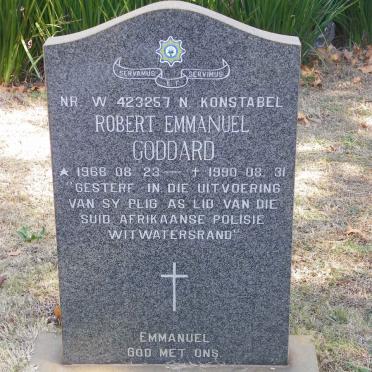 SERVAMUS ET SERVIMUS
NR. W 423257 N KONSTABEL
ROBERT EMMANUEL
GODDARD
★ 1968 08 23 — † 1990 08 31
"GESTERF IN DIE UITVOERING
VAN SY PLIG AS LID VAN DIE
SUID AFRIKAANSE POLISIE
WITWATERSRAND"
EMMANUEL
GOD MET ONS